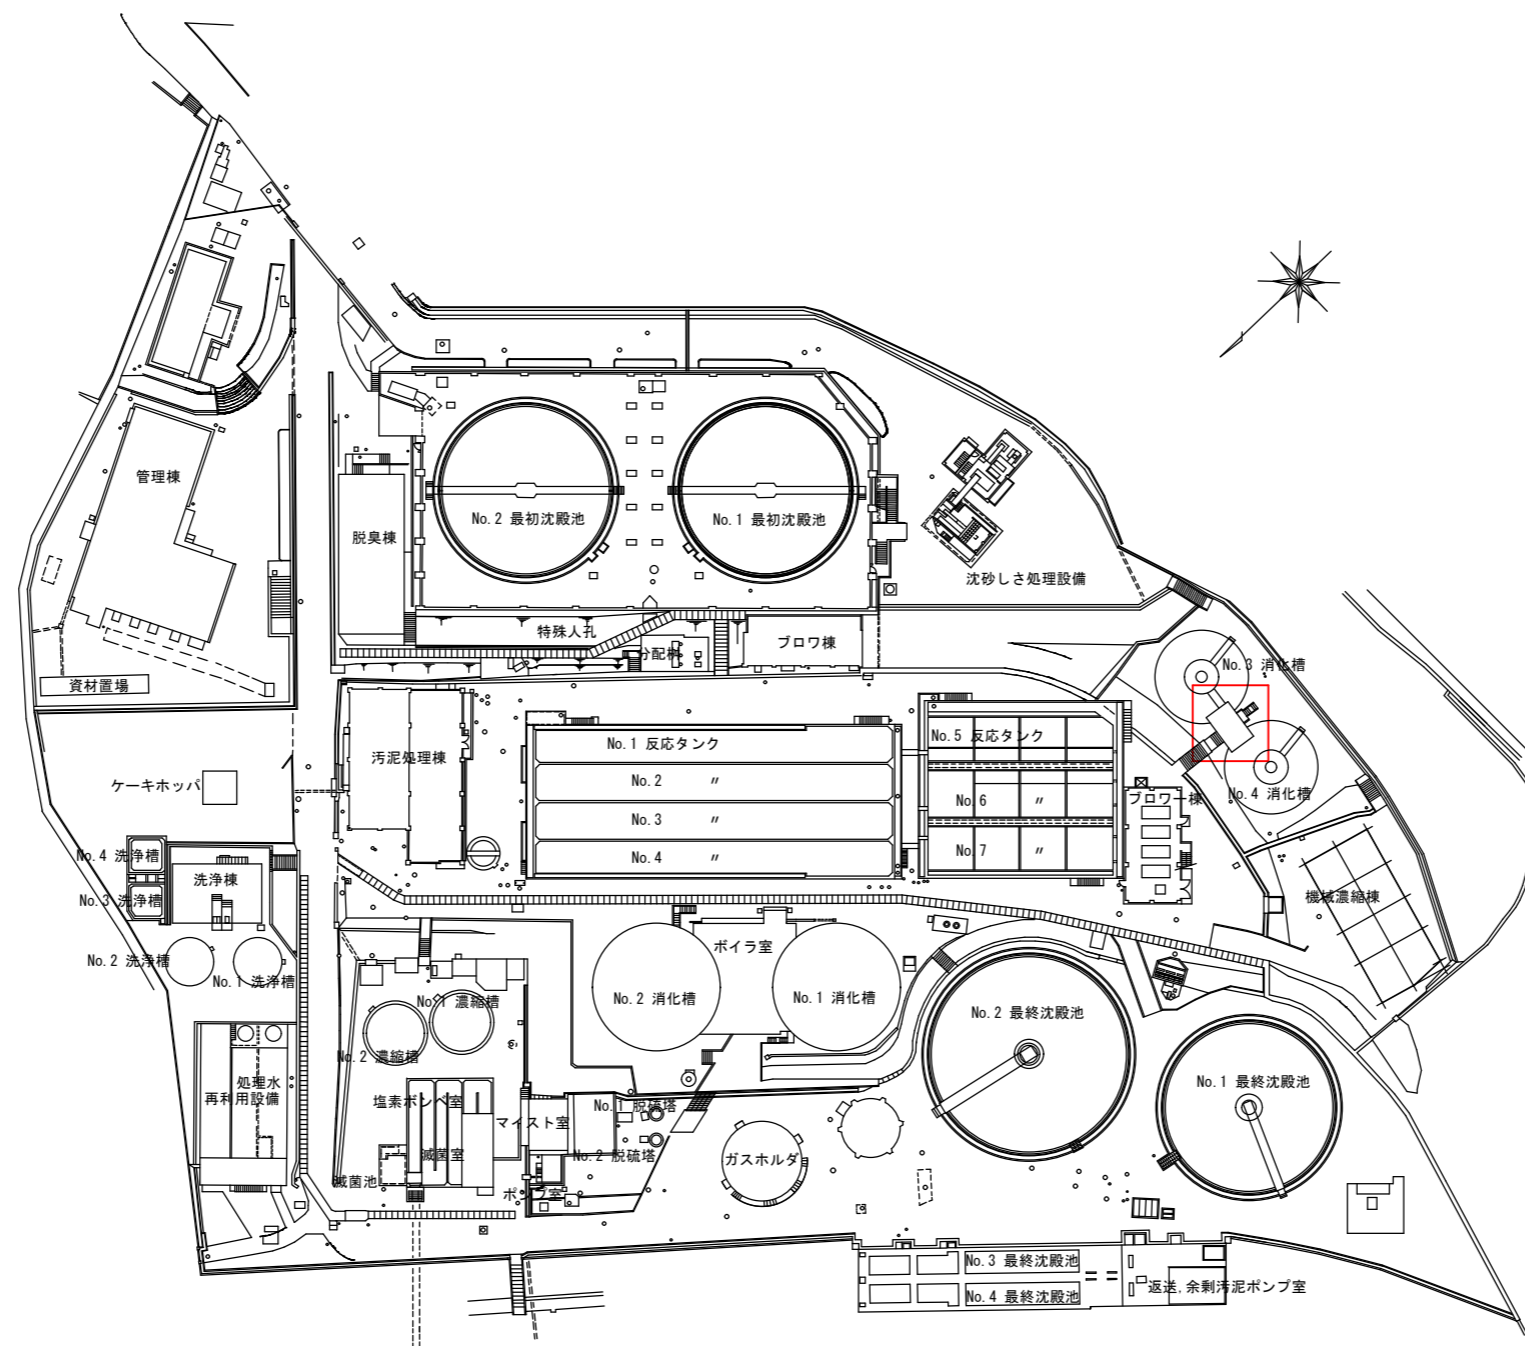 管理棟
No.2 最初沈殿池
No.1 最初沈殿池
脱臭棟
沈砂しさ処理設備
特殊人孔
分配槽
ブロワ棟
No.3 消化槽
資材置場
No.1 反応タンク
No.5 反応タンク
汚泥処理棟
No.2 〃
ケーキホッパ
No.4 消化槽
ブロワー棟
No.6 〃
No.3 〃
No.4 洗浄槽
No.4 〃
No.7 〃
洗浄棟
No.3 洗浄槽
機械濃縮棟
ボイラ室
No.2 洗浄槽
No.1 洗浄槽
No.1 濃縮槽
No.2 消化槽
No.1 消化槽
No.2 最終沈殿池
No.2 濃縮槽
処理水
再利用設備
No.1 最終沈殿池
塩素ボンベ室
No.1 脱硫塔
マイスト室
滅菌室
No.2 脱硫塔
ガスホルダ
滅菌池
ポンプ室
No.3 最終沈殿池
No.4 最終沈殿池
返送,余剰汚泥ポンプ室